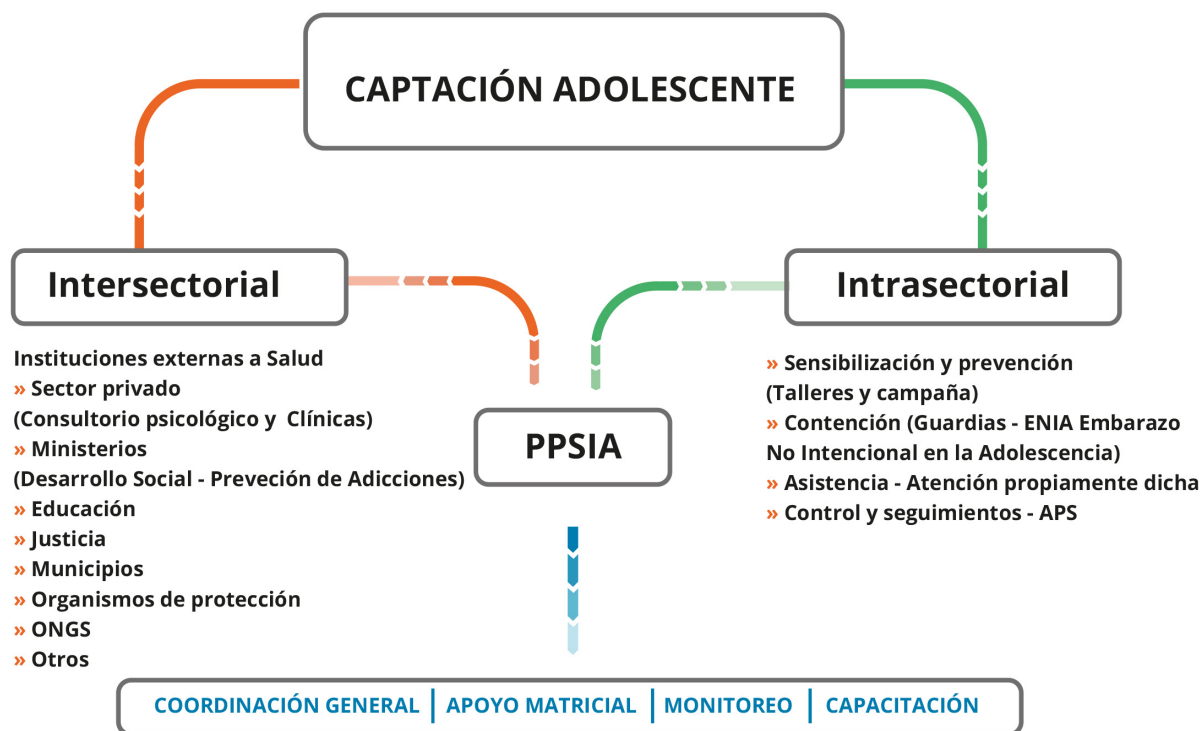 CAPTACIÓN ADOLESCENTE
Intersectorial
Instituciones externas a Salud
» Sector privado
(Consultorio psicológico y Clínicas)
» Ministerios
(Desarrollo Social - Preveción de Adicciones)
» Educación
» Justicia
» Municipios
» Organismos de protección
» ONGS
» Otros
Intrasectorial
» Sensibilización y prevención
(Talleres y campaña)
» Contención (Guardias - ENIA Embarazo
No Intencional en la Adolescencia)
» Asistencia - Atención propiamente dicha
» Control y seguimientos - APS
PPSIA
COORDINACIÓN GENERAL | APOYO MATRICIAL | MONITOREO | CAPACITACIÓN